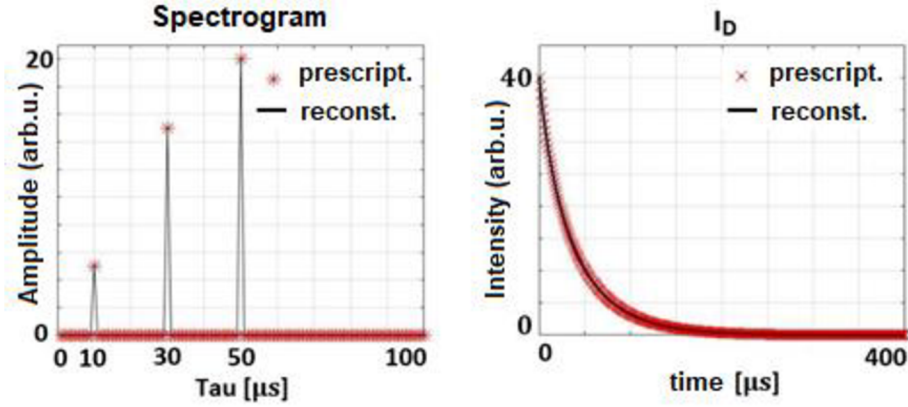 Spectrogram
20
prescript.
reconst.
Amplitude (arb.u.)
0
0 10 30 50 100
Tau [µs]
I_D
40
prescript.
reconst.
Intensity (arb.u.)
0
0 400
time [µs]